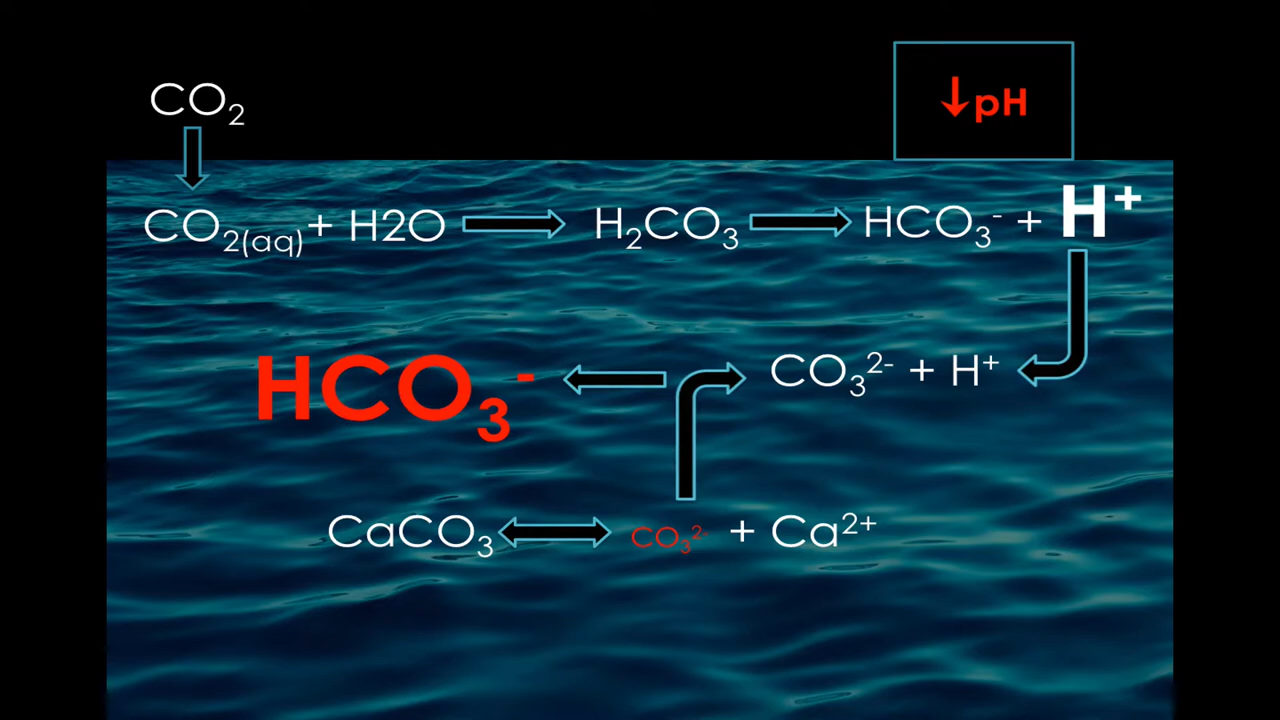 CO₂
↓pH
CO₂(aq) + H2O → H₂CO₃ → HCO₃⁻ + H⁺
HCO₃⁻ ← → CO₃²⁻ + H⁺
CaCO₃ ↔ CO₃²⁻ + Ca²⁺